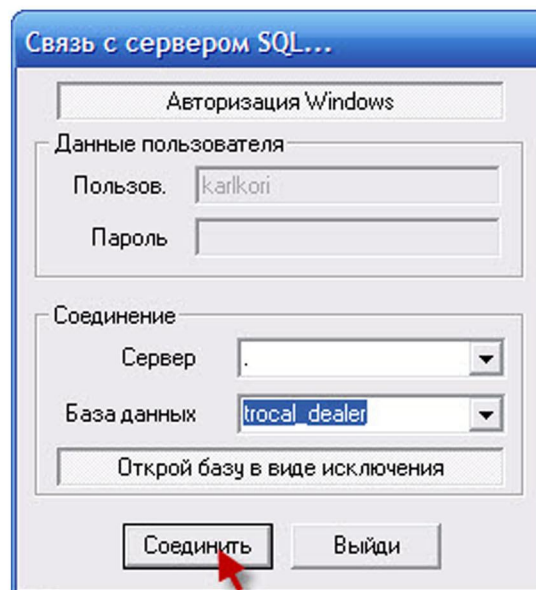 Связь с сервером SQL...
Авторизация Windows
Данные пользователя
Пользов. karlkori
Пароль
Соединение
Сервер .
База данных trocal_dealer
Открой базу в виде исключения
Соединить Выйди